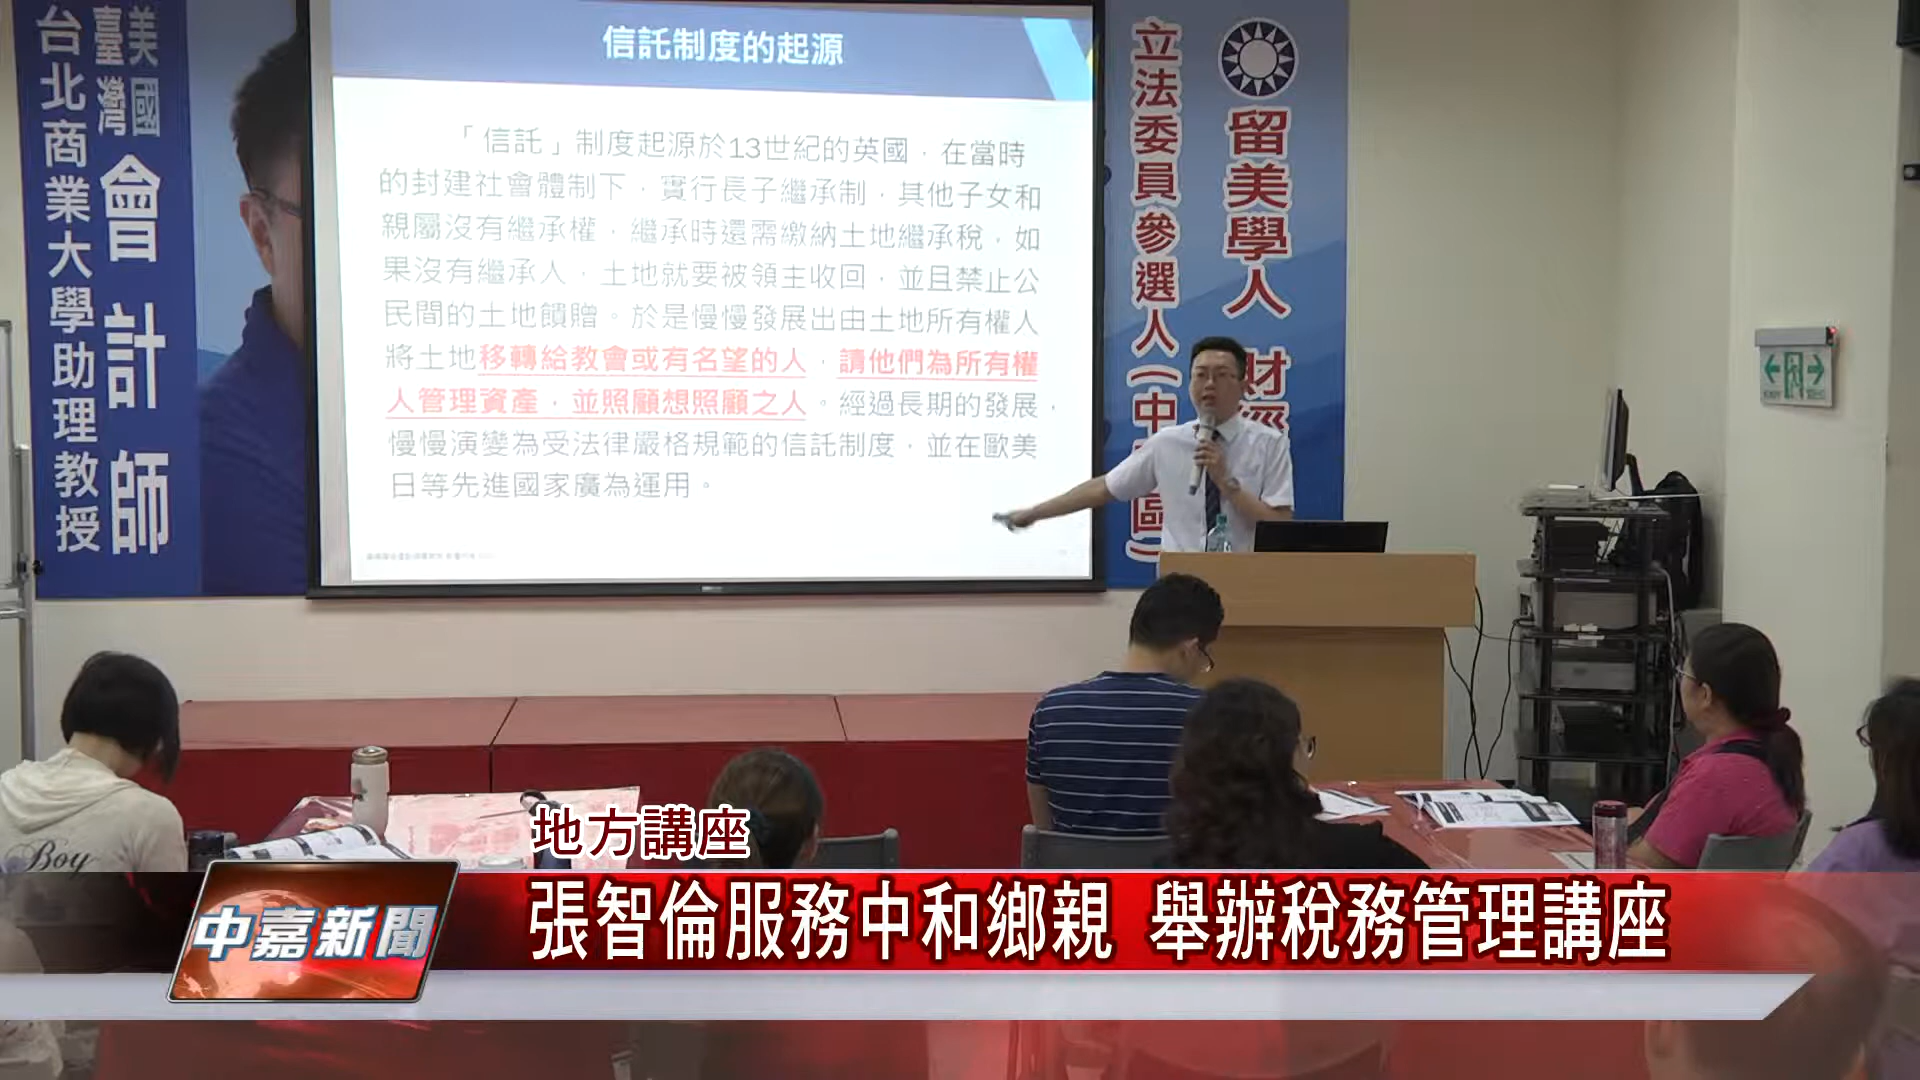 美國
臺灣
會計師
台北商業大學助理教授
信託制度的起源
「信託」制度起源於13世紀的英國，在當時
的封建社會體制下，實行長子繼承制，其他子女和
親屬沒有繼承權，繼承時還需繳納土地繼承稅，如
果沒有繼承人，土地就要被領主收回，並且禁止公
民間的土地饋贈。於是慢慢發展出由土地所有權人
將土地移轉給教會或有名望的人，請他們為所有權
人管理資產，並照顧想照顧之人。經過長期的發展，
慢慢演變為受法律嚴格規範的信託制度，並在歐美
日等先進國家廣為運用。
留美學人 財經
立法委員參選人(中 區)
Boy
地方講座
中嘉新聞
張智倫服務中和鄉親 舉辦稅務管理講座